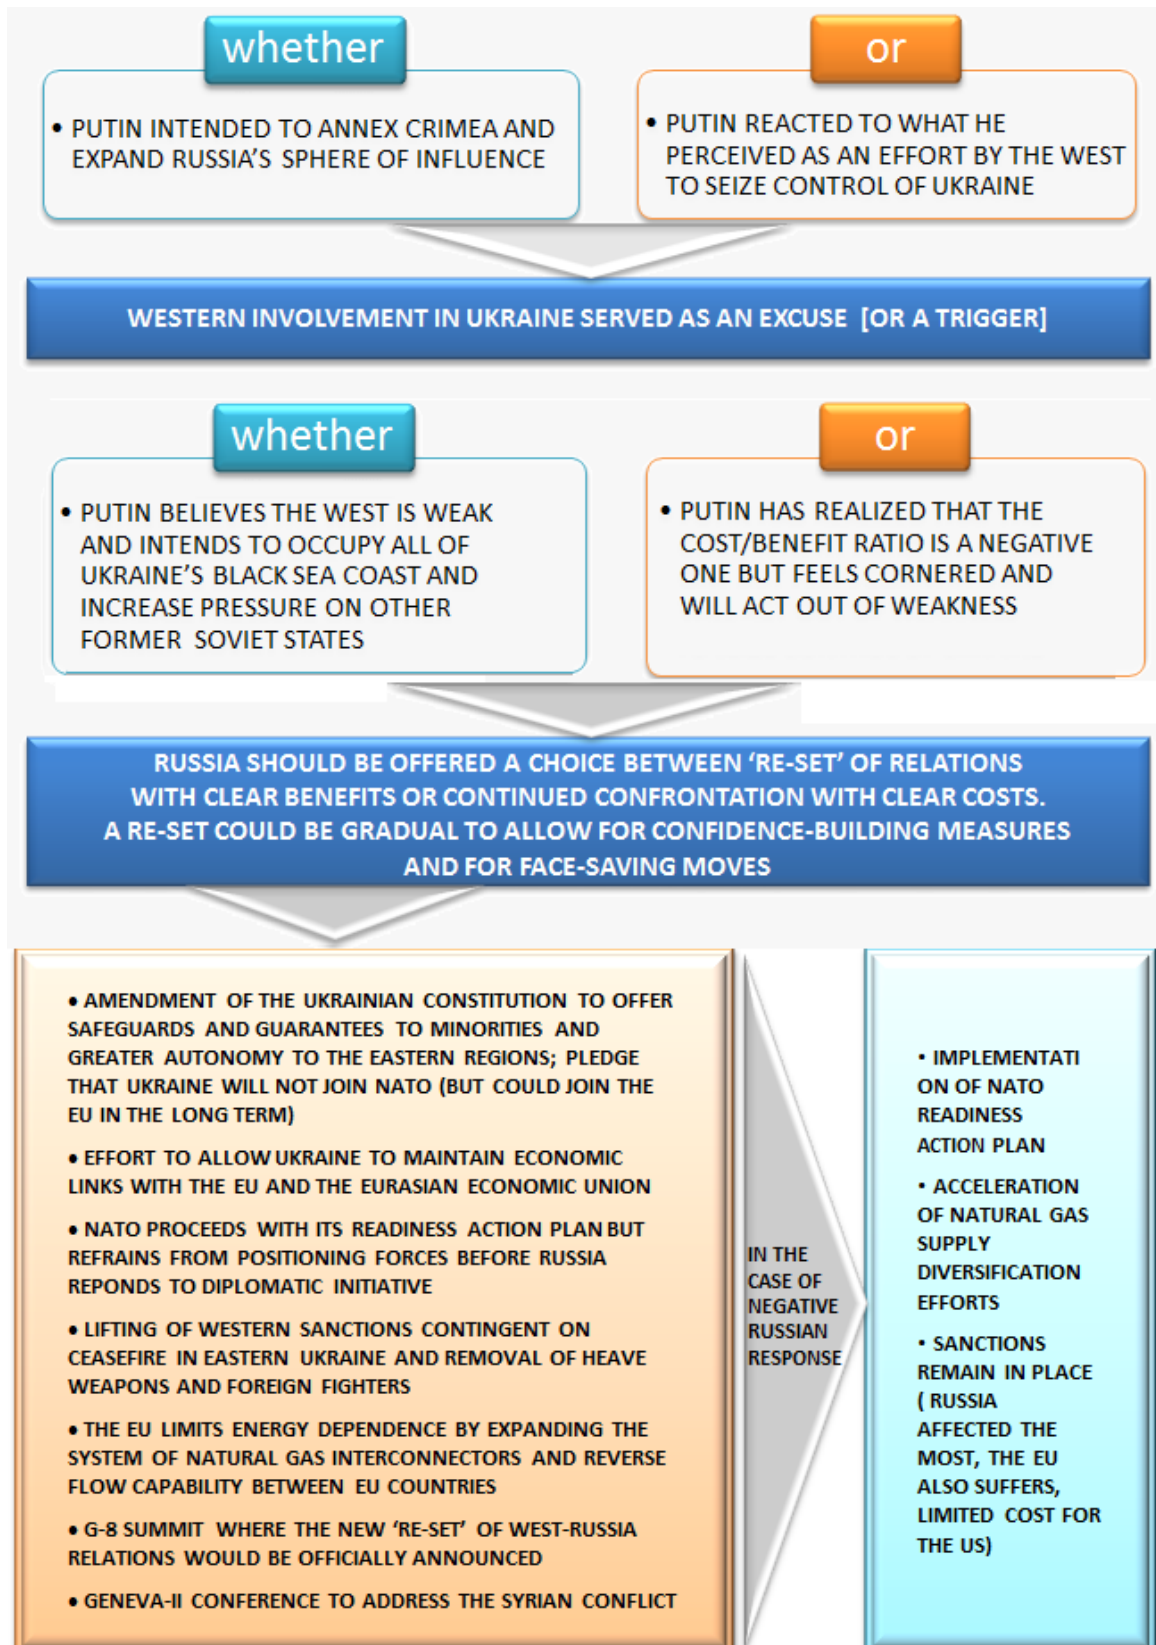 whether
• PUTIN INTENDED TO ANNEX CRIMEA AND
EXPAND RUSSIA'S SPHERE OF INFLUENCE
or
• PUTIN REACTED TO WHAT HE
PERCEIVED AS AN EFFORT BY THE WEST
TO SEIZE CONTROL OF UKRAINE
WESTERN INVOLVEMENT IN UKRAINE SERVED AS AN EXCUSE [OR A TRIGGER]
whether
• PUTIN BELIEVES THE WEST IS WEAK
AND INTENDS TO OCCUPY ALL OF
UKRAINE'S BLACK SEA COAST AND
INCREASE PRESSURE ON OTHER
FORMER SOVIET STATES
or
• PUTIN HAS REALIZED THAT THE
COST/BENEFIT RATIO IS A NEGATIVE
ONE BUT FEELS CORNERED AND
WILL ACT OUT OF WEAKNESS
RUSSIA SHOULD BE OFFERED A CHOICE BETWEEN 'RE-SET' OF RELATIONS
WITH CLEAR BENEFITS OR CONTINUED CONFRONTATION WITH CLEAR COSTS.
A RE-SET COULD BE GRADUAL TO ALLOW FOR CONFIDENCE-BUILDING MEASURES
AND FOR FACE-SAVING MOVES
• AMENDMENT OF THE UKRAINIAN CONSTITUTION TO OFFER
SAFEGUARDS AND GUARANTEES TO MINORITIES AND
GREATER AUTONOMY TO THE EASTERN REGIONS; PLEDGE
THAT UKRAINE WILL NOT JOIN NATO (BUT COULD JOIN THE
EU IN THE LONG TERM)
• EFFORT TO ALLOW UKRAINE TO MAINTAIN ECONOMIC
LINKS WITH THE EU AND THE EURASIAN ECONOMIC UNION
• NATO PROCEEDS WITH ITS READINESS ACTION PLAN BUT
REFRAINS FROM POSITIONING FORCES BEFORE RUSSIA
REPONDS TO DIPLOMATIC INITIATIVE
• LIFTING OF WESTERN SANCTIONS CONTINGENT ON
CEASEFIRE IN EASTERN UKRAINE AND REMOVAL OF HEAVE
WEAPONS AND FOREIGN FIGHTERS
• THE EU LIMITS ENERGY DEPENDENCE BY EXPANDING THE
SYSTEM OF NATURAL GAS INTERCONNECTORS AND REVERSE
FLOW CAPABILITY BETWEEN EU COUNTRIES
• G-8 SUMMIT WHERE THE NEW 'RE-SET' OF WEST-RUSSIA
RELATIONS WOULD BE OFFICIALLY ANNOUNCED
• GENEVA-II CONFERENCE TO ADDRESS THE SYRIAN CONFLICT
IN THE
CASE OF
NEGATIVE
RUSSIAN
RESPONSE
• IMPLEMENTATI
ON OF NATO
READINESS
ACTION PLAN
• ACCELERATION
OF NATURAL GAS
SUPPLY
DIVERSIFICATION
EFFORTS
• SANCTIONS
REMAIN IN PLACE
( RUSSIA
AFFECTED THE
MOST, THE EU
ALSO SUFFERS,
LIMITED COST FOR
THE US)